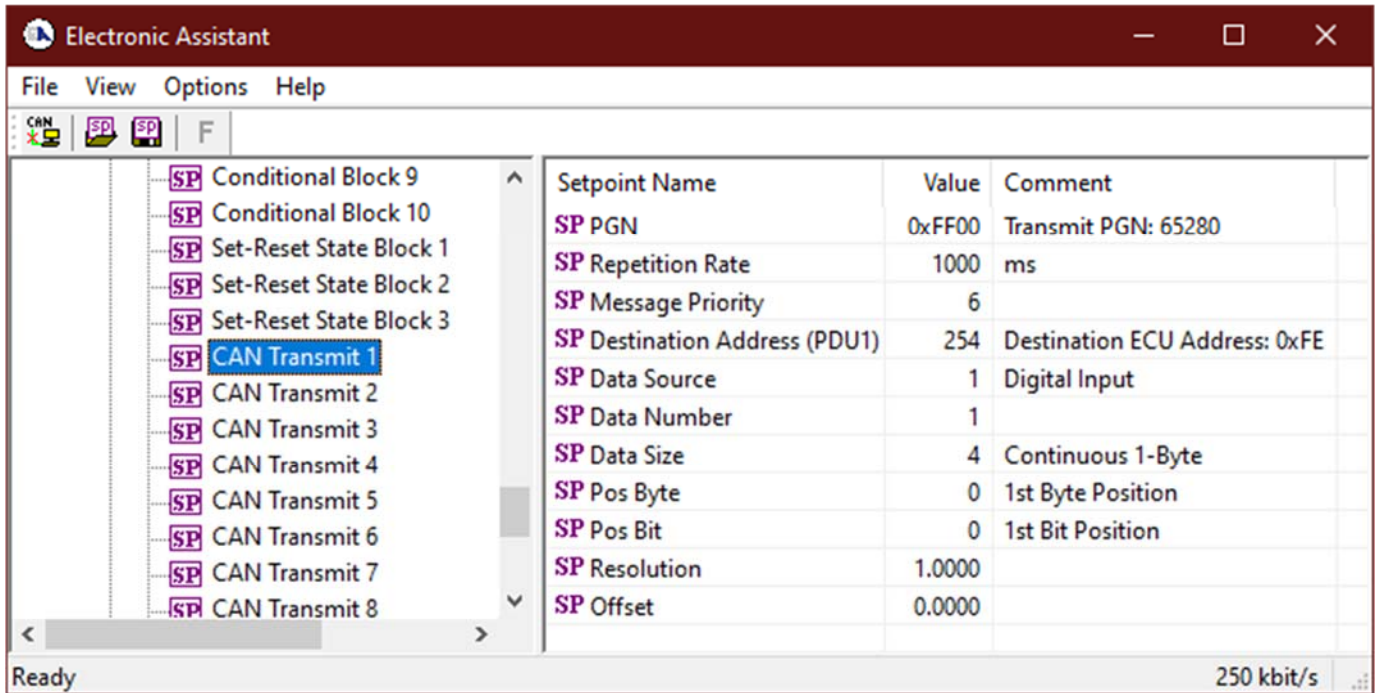 Electronic Assistant
File View Options Help
CAN SP SP F
SP Conditional Block 9
SP Conditional Block 10
SP Set-Reset State Block 1
SP Set-Reset State Block 2
SP Set-Reset State Block 3
SP CAN Transmit 1
SP CAN Transmit 2
SP CAN Transmit 3
SP CAN Transmit 4
SP CAN Transmit 5
SP CAN Transmit 6
SP CAN Transmit 7
SP CAN Transmit 8
Setpoint Name Value Comment
SP PGN 0xFF00 Transmit PGN: 65280
SP Repetition Rate 1000 ms
SP Message Priority 6
SP Destination Address (PDU1) 254 Destination ECU Address: 0xFE
SP Data Source 1 Digital Input
SP Data Number 1
SP Data Size 4 Continuous 1-Byte
SP Pos Byte 0 1st Byte Position
SP Pos Bit 0 1st Bit Position
SP Resolution 1.0000
SP Offset 0.0000
Ready 250 kbit/s